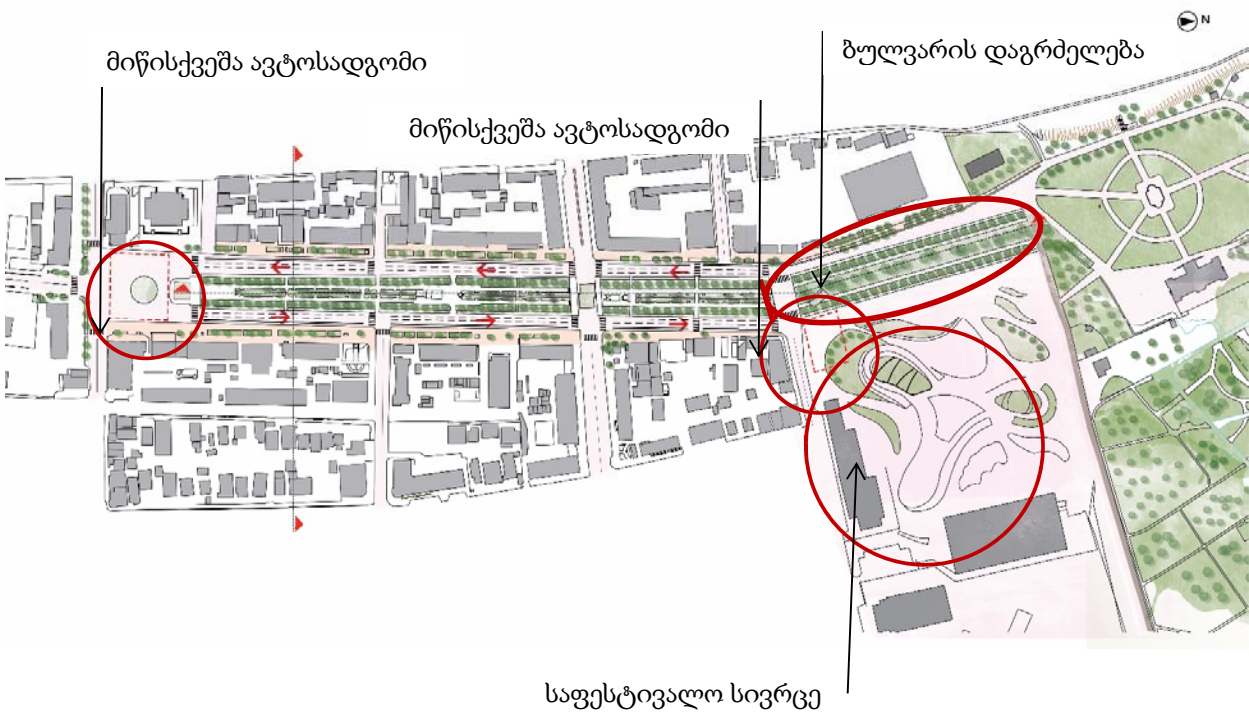 N
ბულვარის დაგრძელება
მიწისქვეშა ავტოსადგომი
მიწისქვეშა ავტოსადგომი
საფესტივალო სივრცე